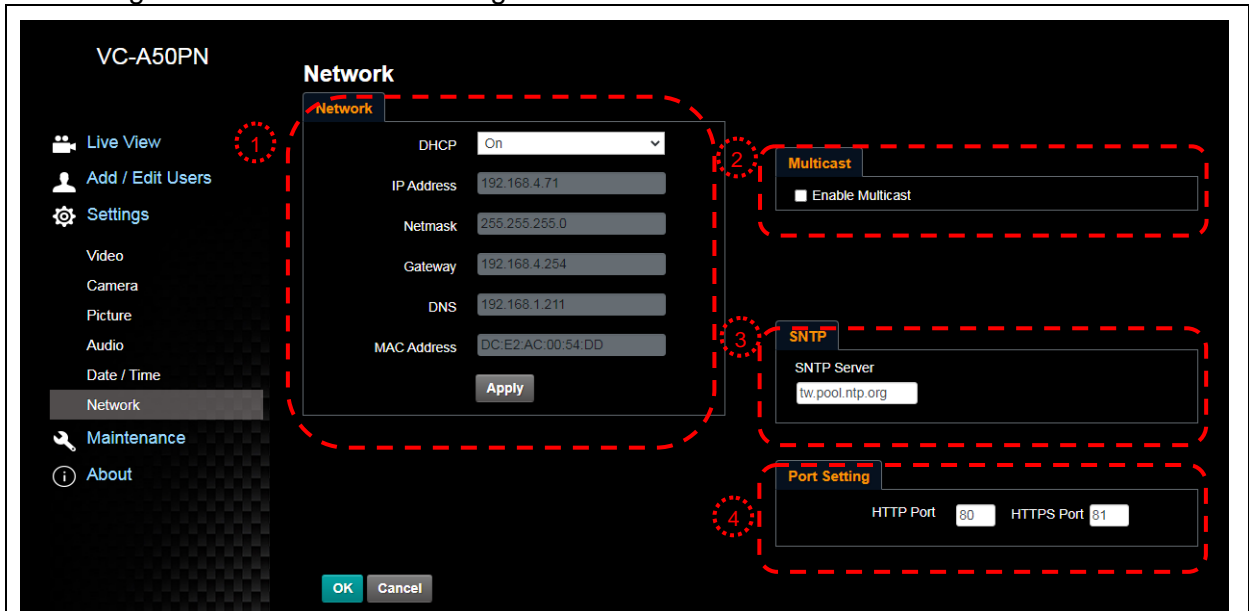 VC-A50PN
Live View
Add / Edit Users
Settings
Video
Camera
Picture
Audio
Date / Time
Network
Maintenance
About
Network
1
Network
DHCP On
IP Address 192.168.4.71
Netmask 255.255.255.0
Gateway 192.168.4.254
DNS 192.168.1.211
MAC Address DC:E2:AC:00:54:DD
Apply
2
Multicast
Enable Multicast
3
SNTP
SNTP Server
tw.pool.ntp.org
4
Port Setting
HTTP Port 80 HTTPS Port 81
OK Cancel